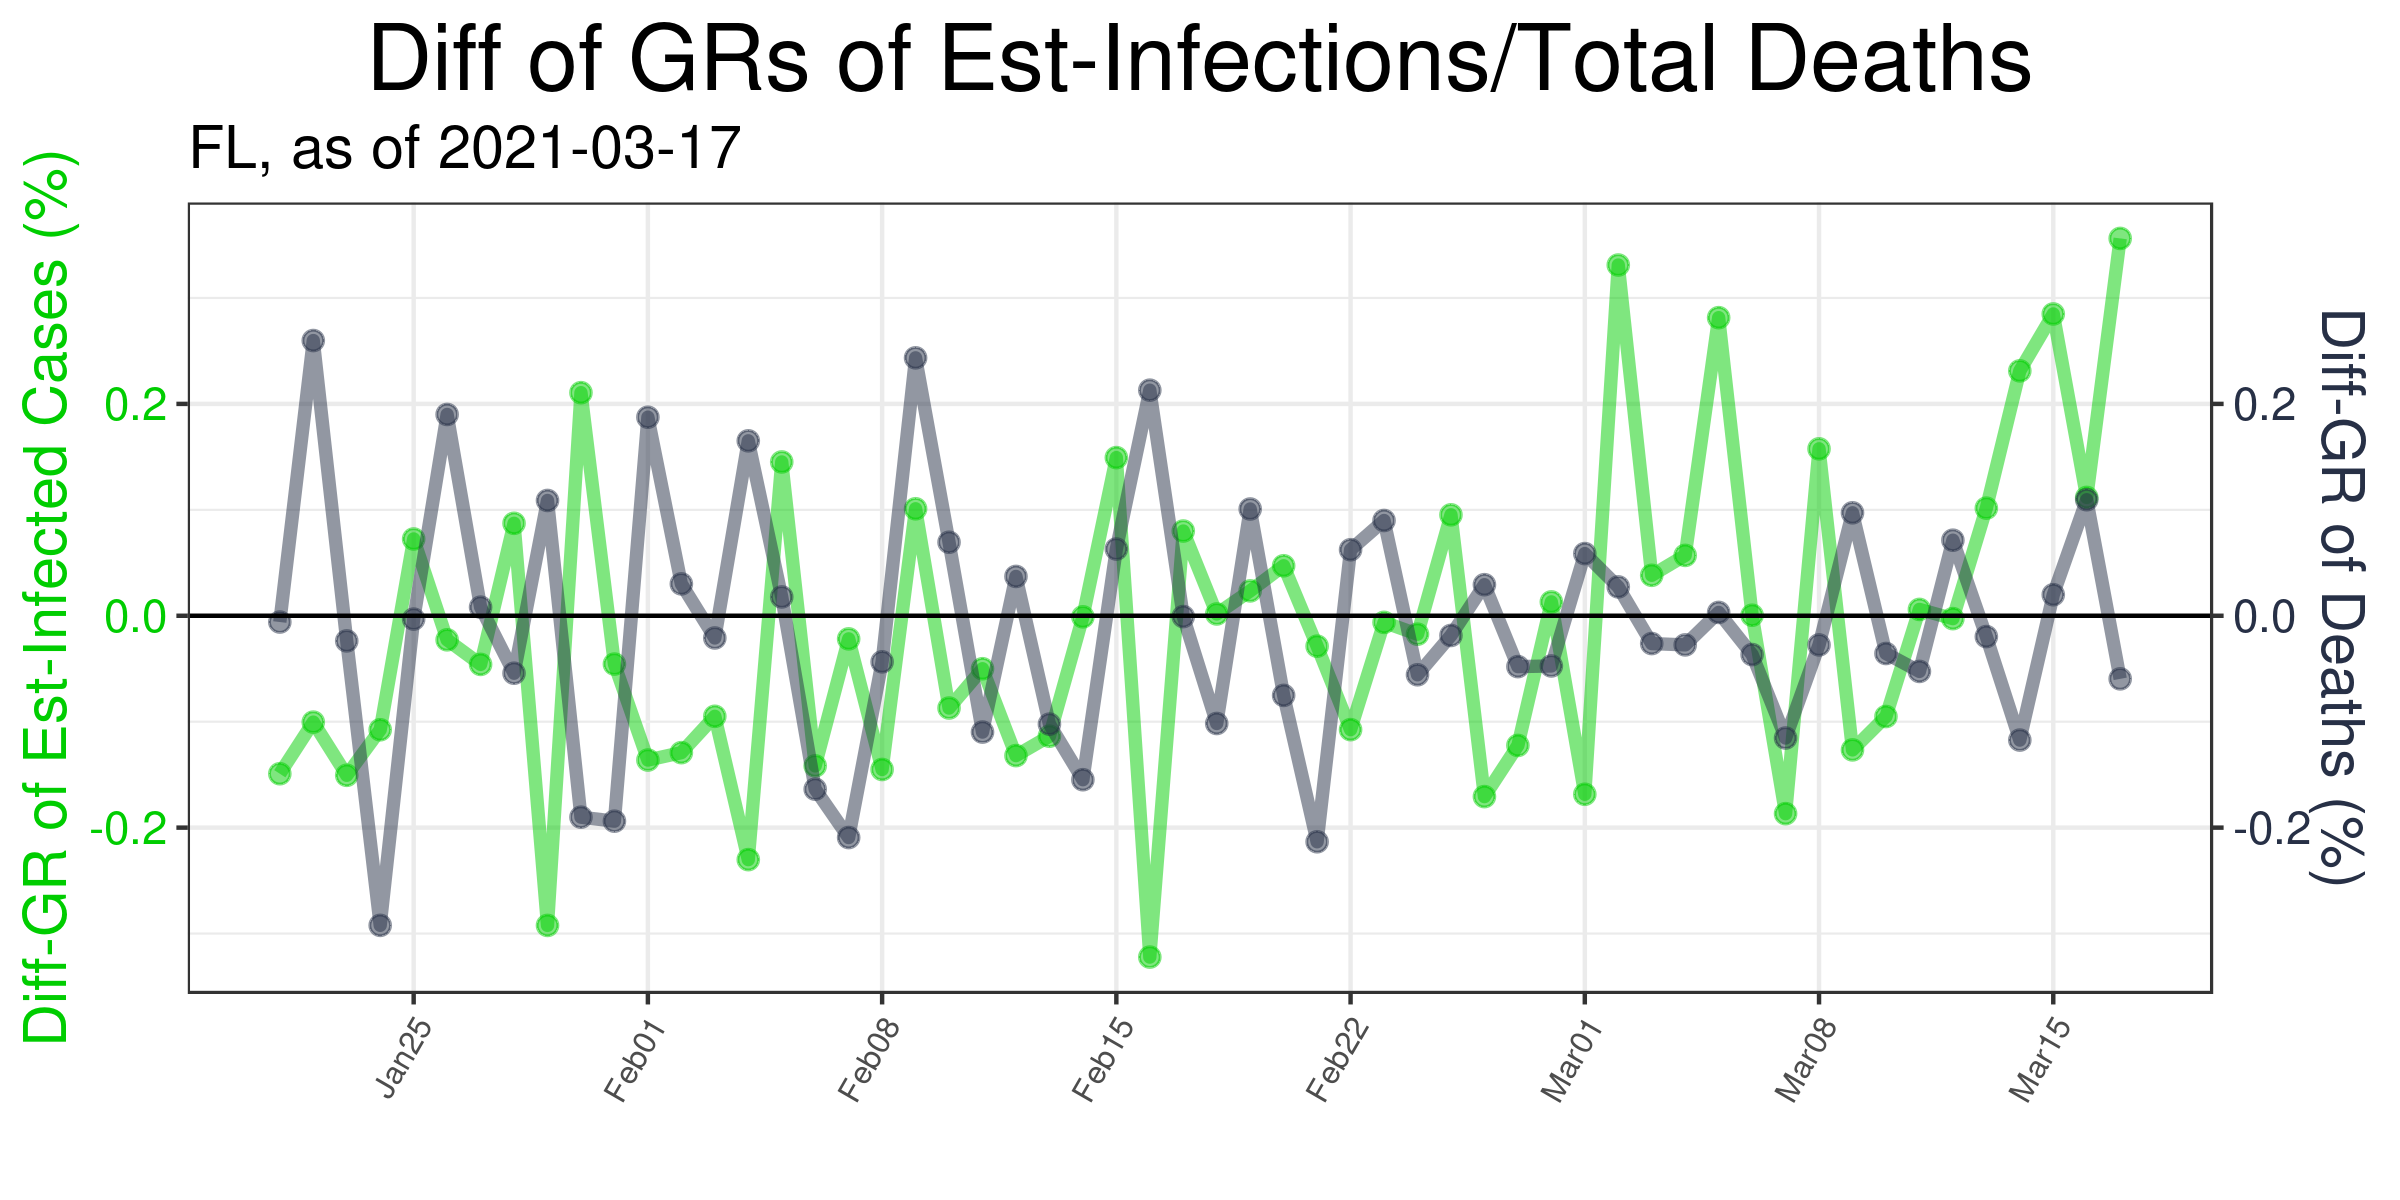 Diff of GRs of Est-Infections/Total Deaths
FL, as of 2021-03-17
Diff-GR of Est-Infected Cases (%)
0.2
0.0
-0.2
0.2
0.0
-0.2
Diff-GR of Deaths (%)
Jan25
Feb01
Feb08
Feb15
Feb22
Mar01
Mar08
Mar15